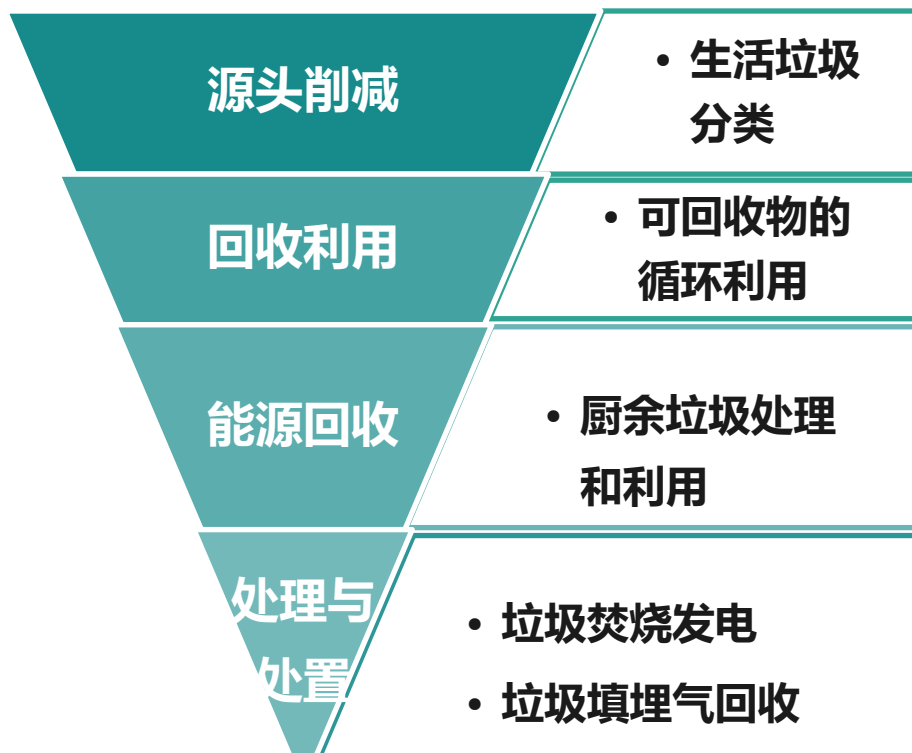 源头削减
• 生活垃圾
分类
回收利用
• 可回收物的
循环利用
能源回收
• 厨余垃圾处理
和利用
处理与
处置
• 垃圾焚烧发电
• 垃圾填埋气回收